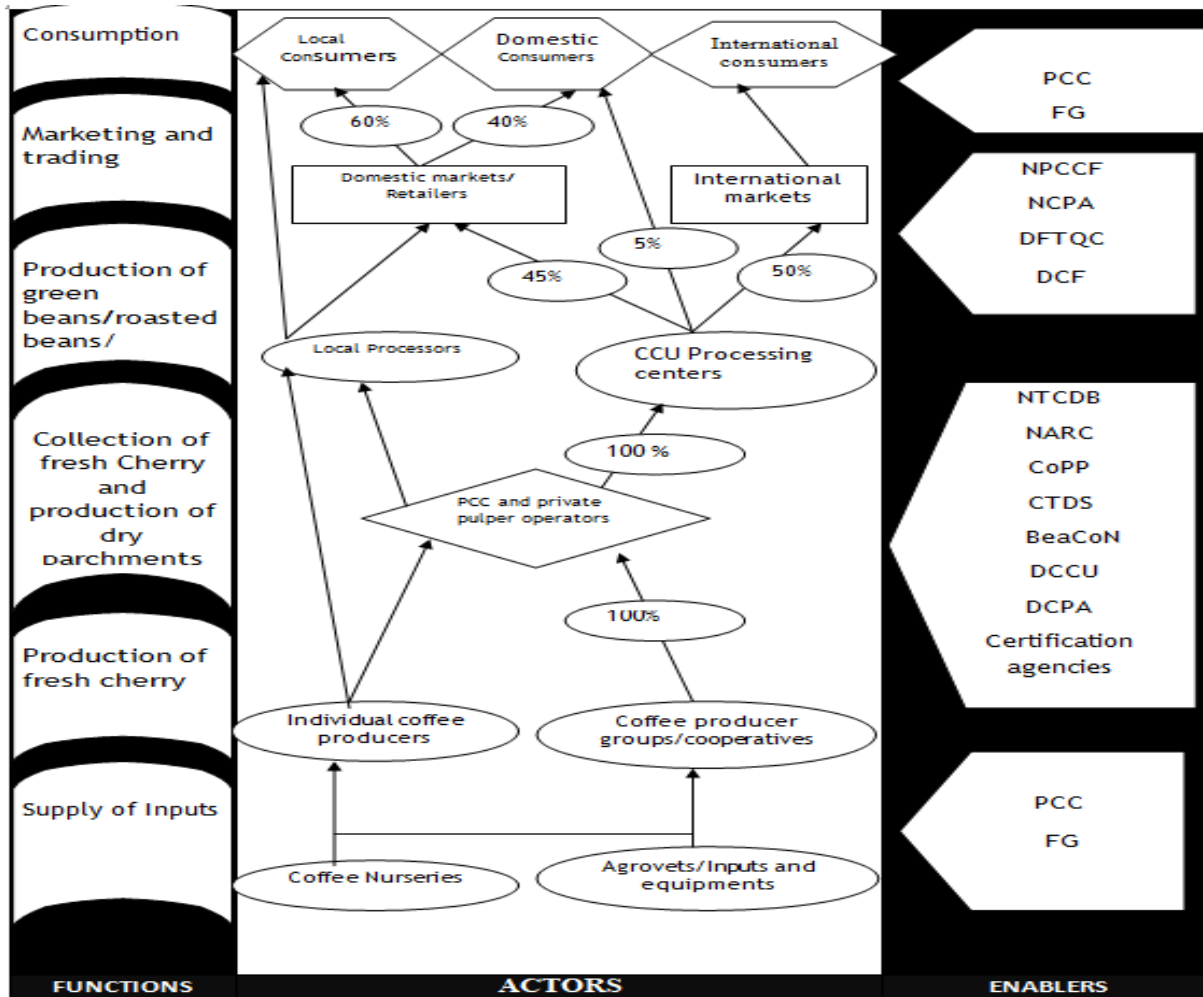 Consumption
Local
Consumers
Domestic
Consumers
International
consumers
PCC
FG
60%
40%
Marketing and
trading
Domestic markets/
Retailers
International
markets
NPCCF
NCPA
DFTQC
DCF
5%
45%
50%
Production of
green
beans/roasted
beans/
Local Processors
CCU Processing
centers
NTCDB
NARC
CoPP
CTDS
BeaCoN
DCCU
DCPA
Certification
agencies
Collection of
fresh Cherry
and
production of
dry
parchments
100 %
PCC and private
pulper operators
100%
Production of
fresh cherry
Individual coffee
producers
Coffee producer
groups/cooperatives
Supply of Inputs
PCC
FG
Coffee Nurseries
Agrovets/Inputs and
equipments
FUNCTIONS
ACTORS
ENABLERS